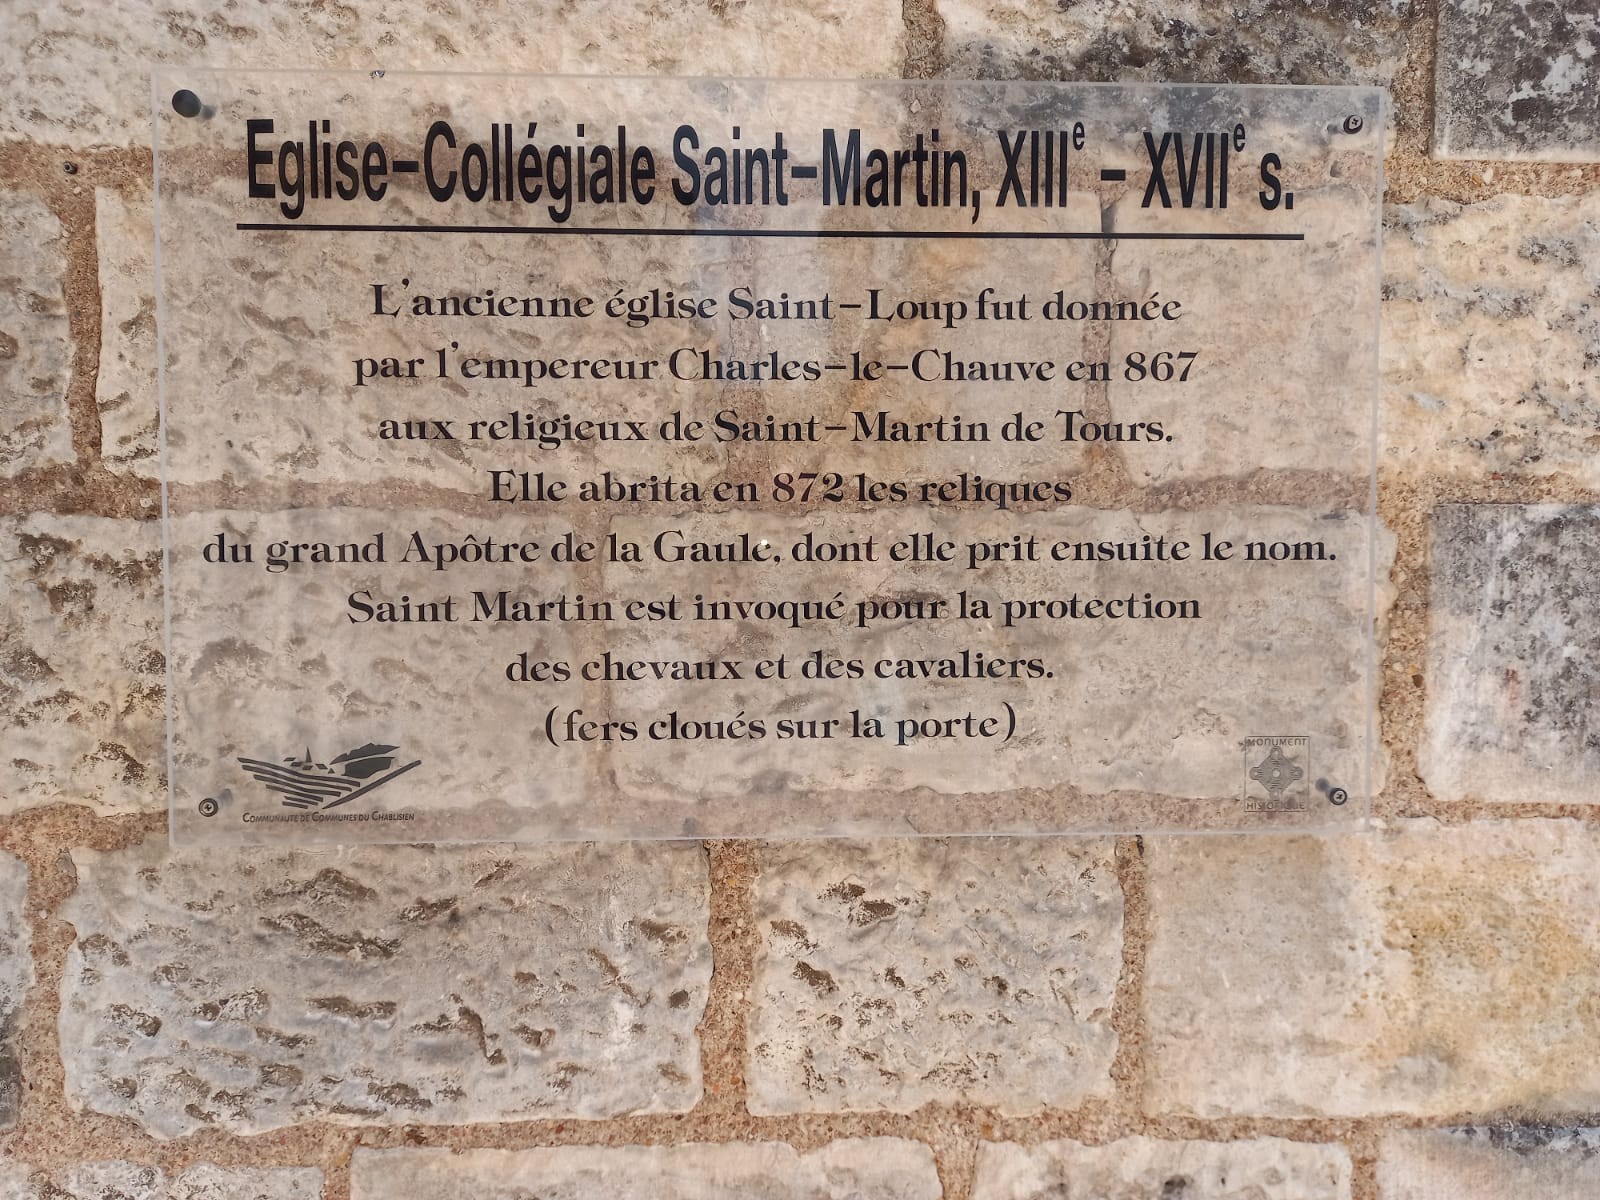 Eglise-Collégiale Saint-Martin, XIIIe - XVIIe s.
L'ancienne église Saint-Loup fut donnée
par l'empereur Charles-le-Chauve en 867
aux religieux de Saint-Martin de Tours.
Elle abrita en 872 les reliques
du grand Apôtre de la Gaule, dont elle prit ensuite le nom.
Saint Martin est invoqué pour la protection
des chevaux et des cavaliers.
(fers cloués sur la porte)
COMMUNAUTE DE COMMUNES DU CHABLISIEN
MONUMENT
HISTORIQUE